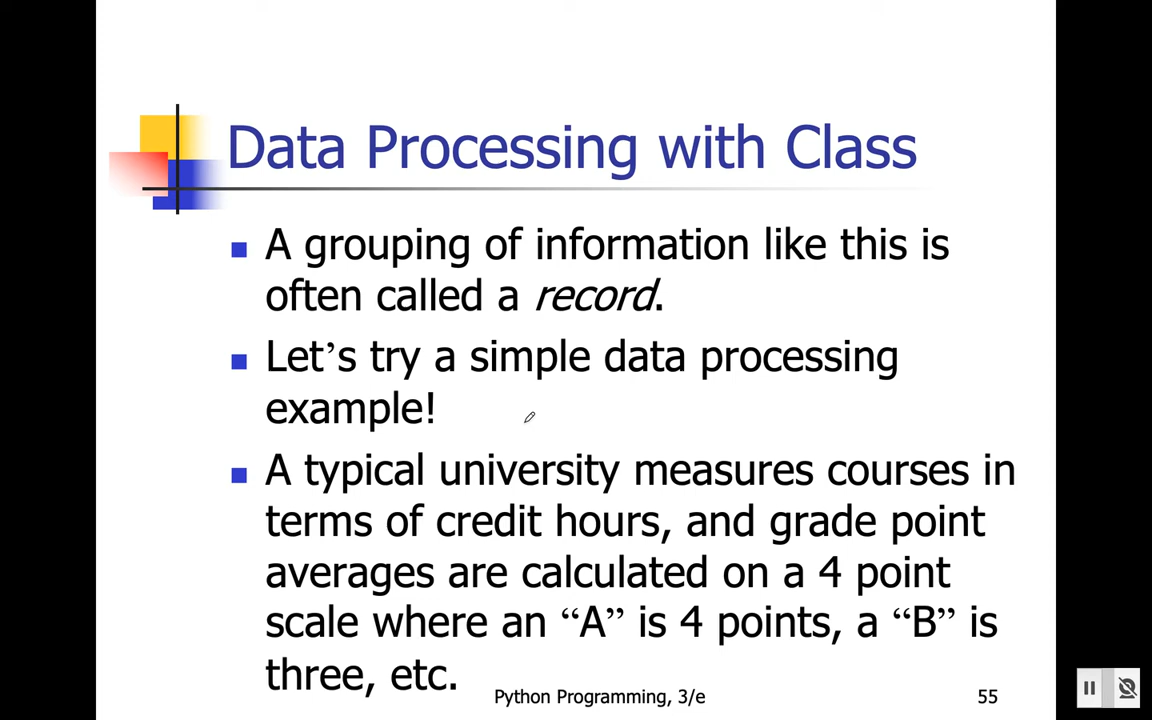 Data Processing with Class
A grouping of information like this is
often called a record.
Let’s try a simple data processing
example!
A typical university measures courses in
terms of credit hours, and grade point
averages are calculated on a 4 point
scale where an “A” is 4 points, a “B” is
three, etc.
Python Programming, 3/e
55